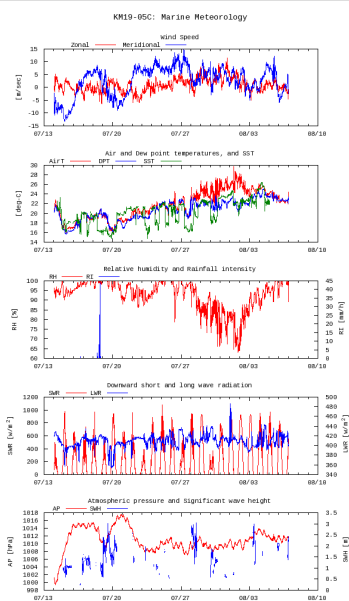 KM19-05C: Marine Meteorology
Wind Speed
Zonal Meridional
[m/sec]
15
10
5
0
-5
-10
-15
07/13 07/20 07/27 08/03 08/10
Air and Dew point temperatures, and SST
AirT DPT SST
[deg-C]
30
28
26
24
22
20
18
16
14
07/13 07/20 07/27 08/03 08/10
Relative humidity and Rainfall intensity
RH RI
RH [%]
100
95
90
85
80
75
70
65
60
45
40
35
30
25
20
15
10
5
0
RI [mm/h]
07/13 07/20 07/27 08/03 08/10
Downward short and long wave radiation
SWR LWR
SWR [w/m²]
1200
1000
800
600
400
200
0
500
480
460
440
420
400
380
360
340
LWR [w/m²]
07/13 07/20 07/27 08/03 08/10
Atmospheric pressure and Significant wave height
AP SWH
AP [hPa]
1018
1016
1014
1012
1010
1008
1006
1004
1002
1000
998
3.5
3
2.5
2
1.5
1
0.5
0
SWH [m]
07/13 07/20 07/27 08/03 08/10